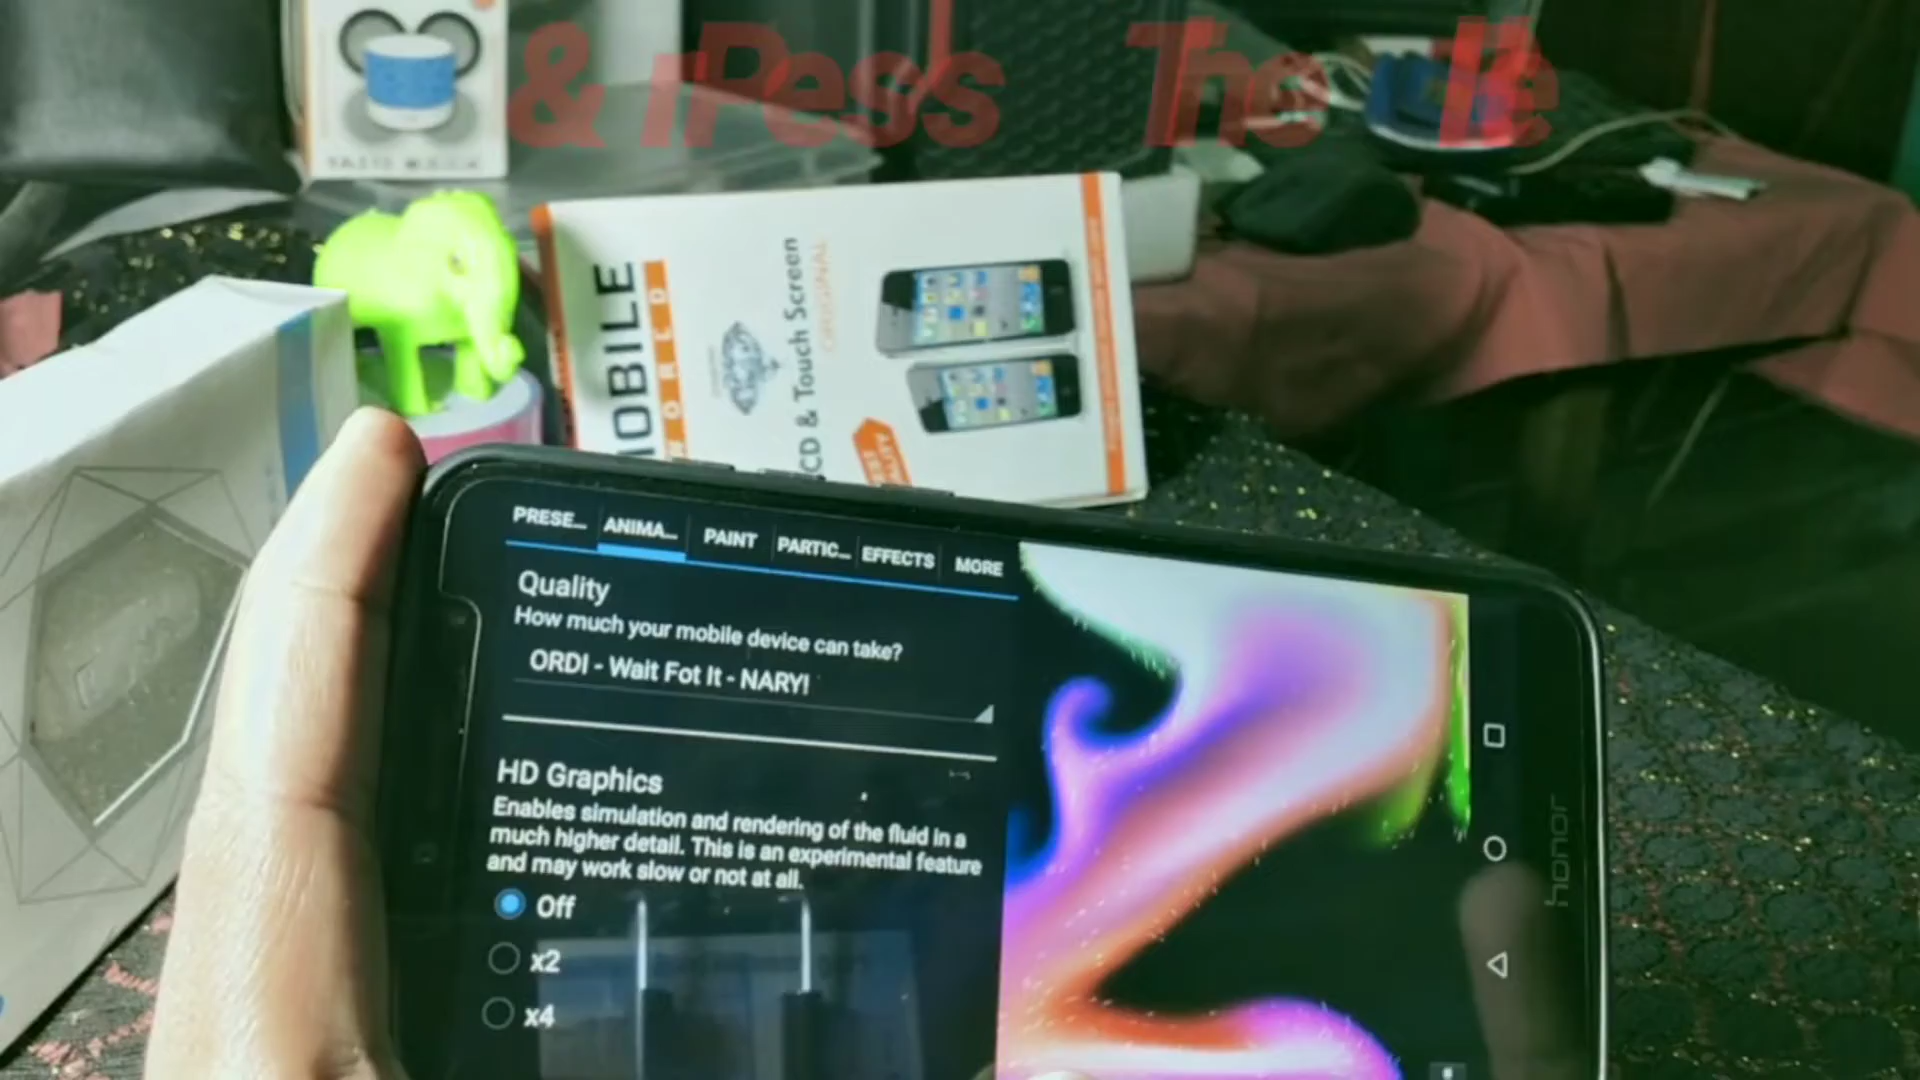 MOBILE
WORLD
LCD & Touch Screen
ORIGINAL
PRESE... ANIMA... PAINT PARTIC... EFFECTS MORE
Quality
How much your mobile device can take?
ORDI - Wait Fot It - NARY!
HD Graphics
Enables simulation and rendering of the fluid in a
much higher detail. This is an experimental feature
and may work slow or not at all.
Off
x2
x4
honor